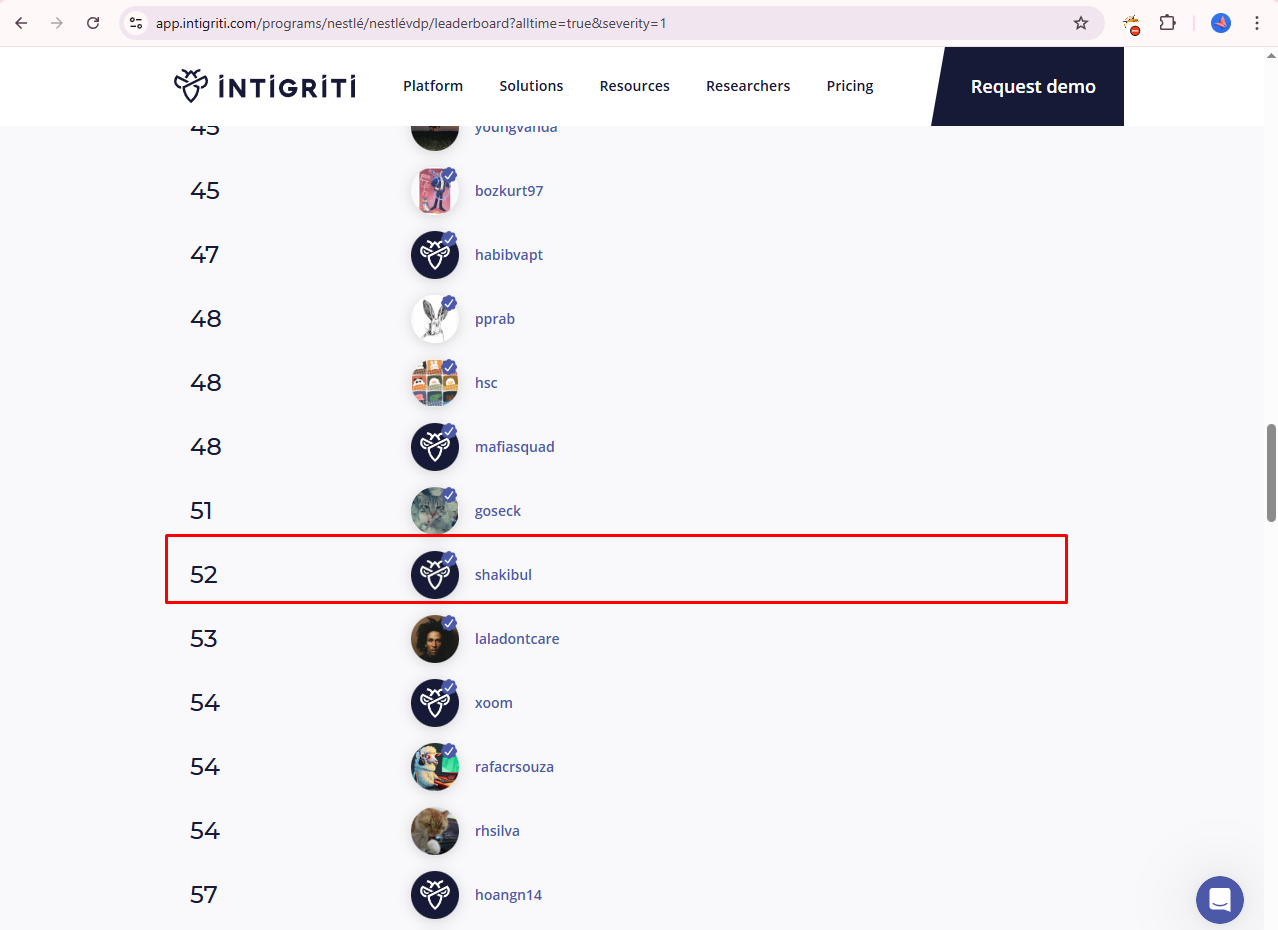 app.intigriti.com/programs/nestlé/nestlévdp/leaderboard?alltime=true&severity=1
INTIGRITI
Platform
Solutions
Resources
Researchers
Pricing
Request demo
45 youngvanda
45 bozkurt97
47 habibvapt
48 pprab
48 hsc
48 mafiasquad
51 goseck
52 shakibul
53 laladontcare
54 xoom
54 rafacrsouza
54 rhsilva
57 hoangn14